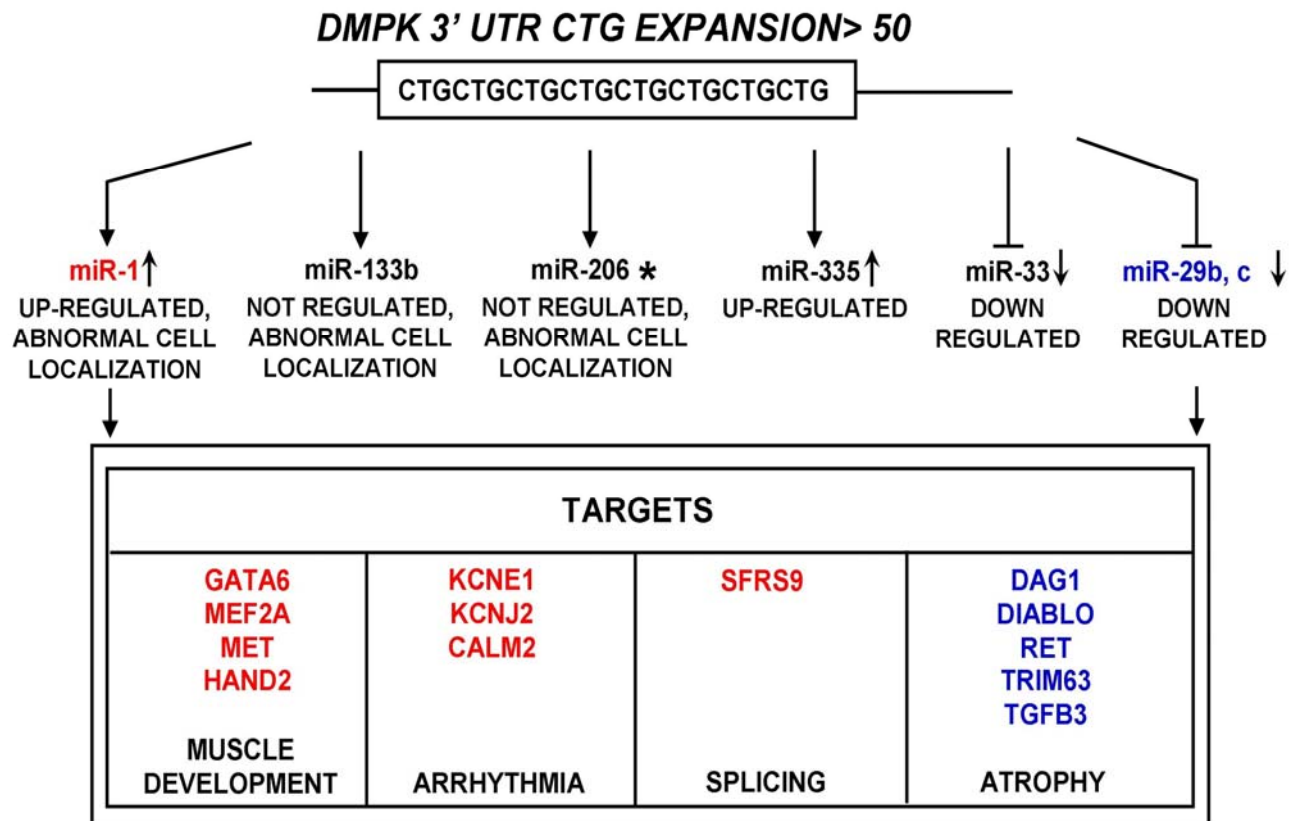 DMPK 3' UTR CTG EXPANSION> 50
CTGCTGCTGCTGCTGCTGCTGCTG
miR-1↑
UP-REGULATED,
ABNORMAL CELL
LOCALIZATION
miR-133b
NOT REGULATED,
ABNORMAL CELL
LOCALIZATION
miR-206 *
NOT REGULATED,
ABNORMAL CELL
LOCALIZATION
miR-335↑
UP-REGULATED
miR-33↓
DOWN
REGULATED
miR-29b, c ↓
DOWN
REGULATED
TARGETS
GATA6
MEF2A
MET
HAND2
MUSCLE
DEVELOPMENT
KCNE1
KCNJ2
CALM2
ARRHYTHMIA
SFRS9
SPLICING
DAG1
DIABLO
RET
TRIM63
TGFB3
ATROPHY